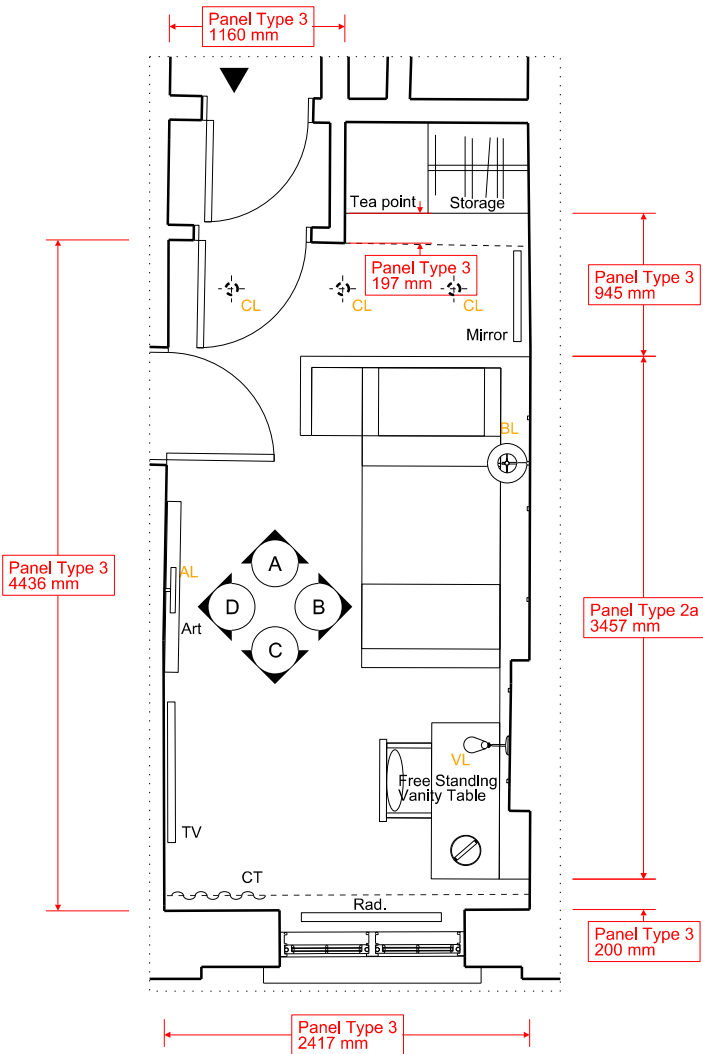 Panel Type 3
1160 mm
Tea point
Storage
Panel Type 3
197 mm
Panel Type 3
945 mm
CL
CL
CL
Mirror
BL
Panel Type 3
4436 mm
AL
A
D
B
C
Art
Panel Type 2a
3457 mm
VL
Free Standing
Vanity Table
TV
CT
Rad.
Panel Type 3
200 mm
Panel Type 3
2417 mm